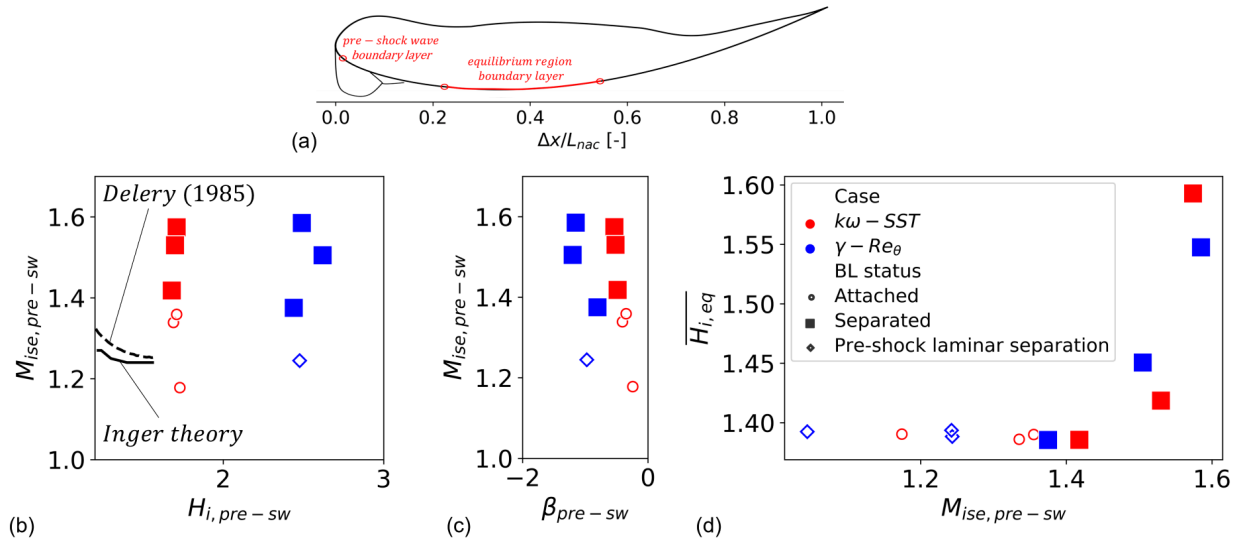 pre − shock wave
boundary layer
equilibrium region
boundary layer
0.0 0.2 0.4 0.6 0.8 1.0
Δx/L_nac [-]
(a)
Delery (1985)
Inger theory
1.6
1.4
1.2
1.0
M_ise, pre − sw
2 3
H_i, pre − sw
(b)
1.6
1.4
1.2
1.0
M_ise, pre − sw
−2 0
β_pre − sw
(c)
1.60
1.55
1.50
1.45
1.40
H_i, eq
Case
kω − SST
γ − Re_θ
BL status
Attached
Separated
Pre-shock laminar separation
1.2 1.4 1.6
M_ise, pre − sw
(d)